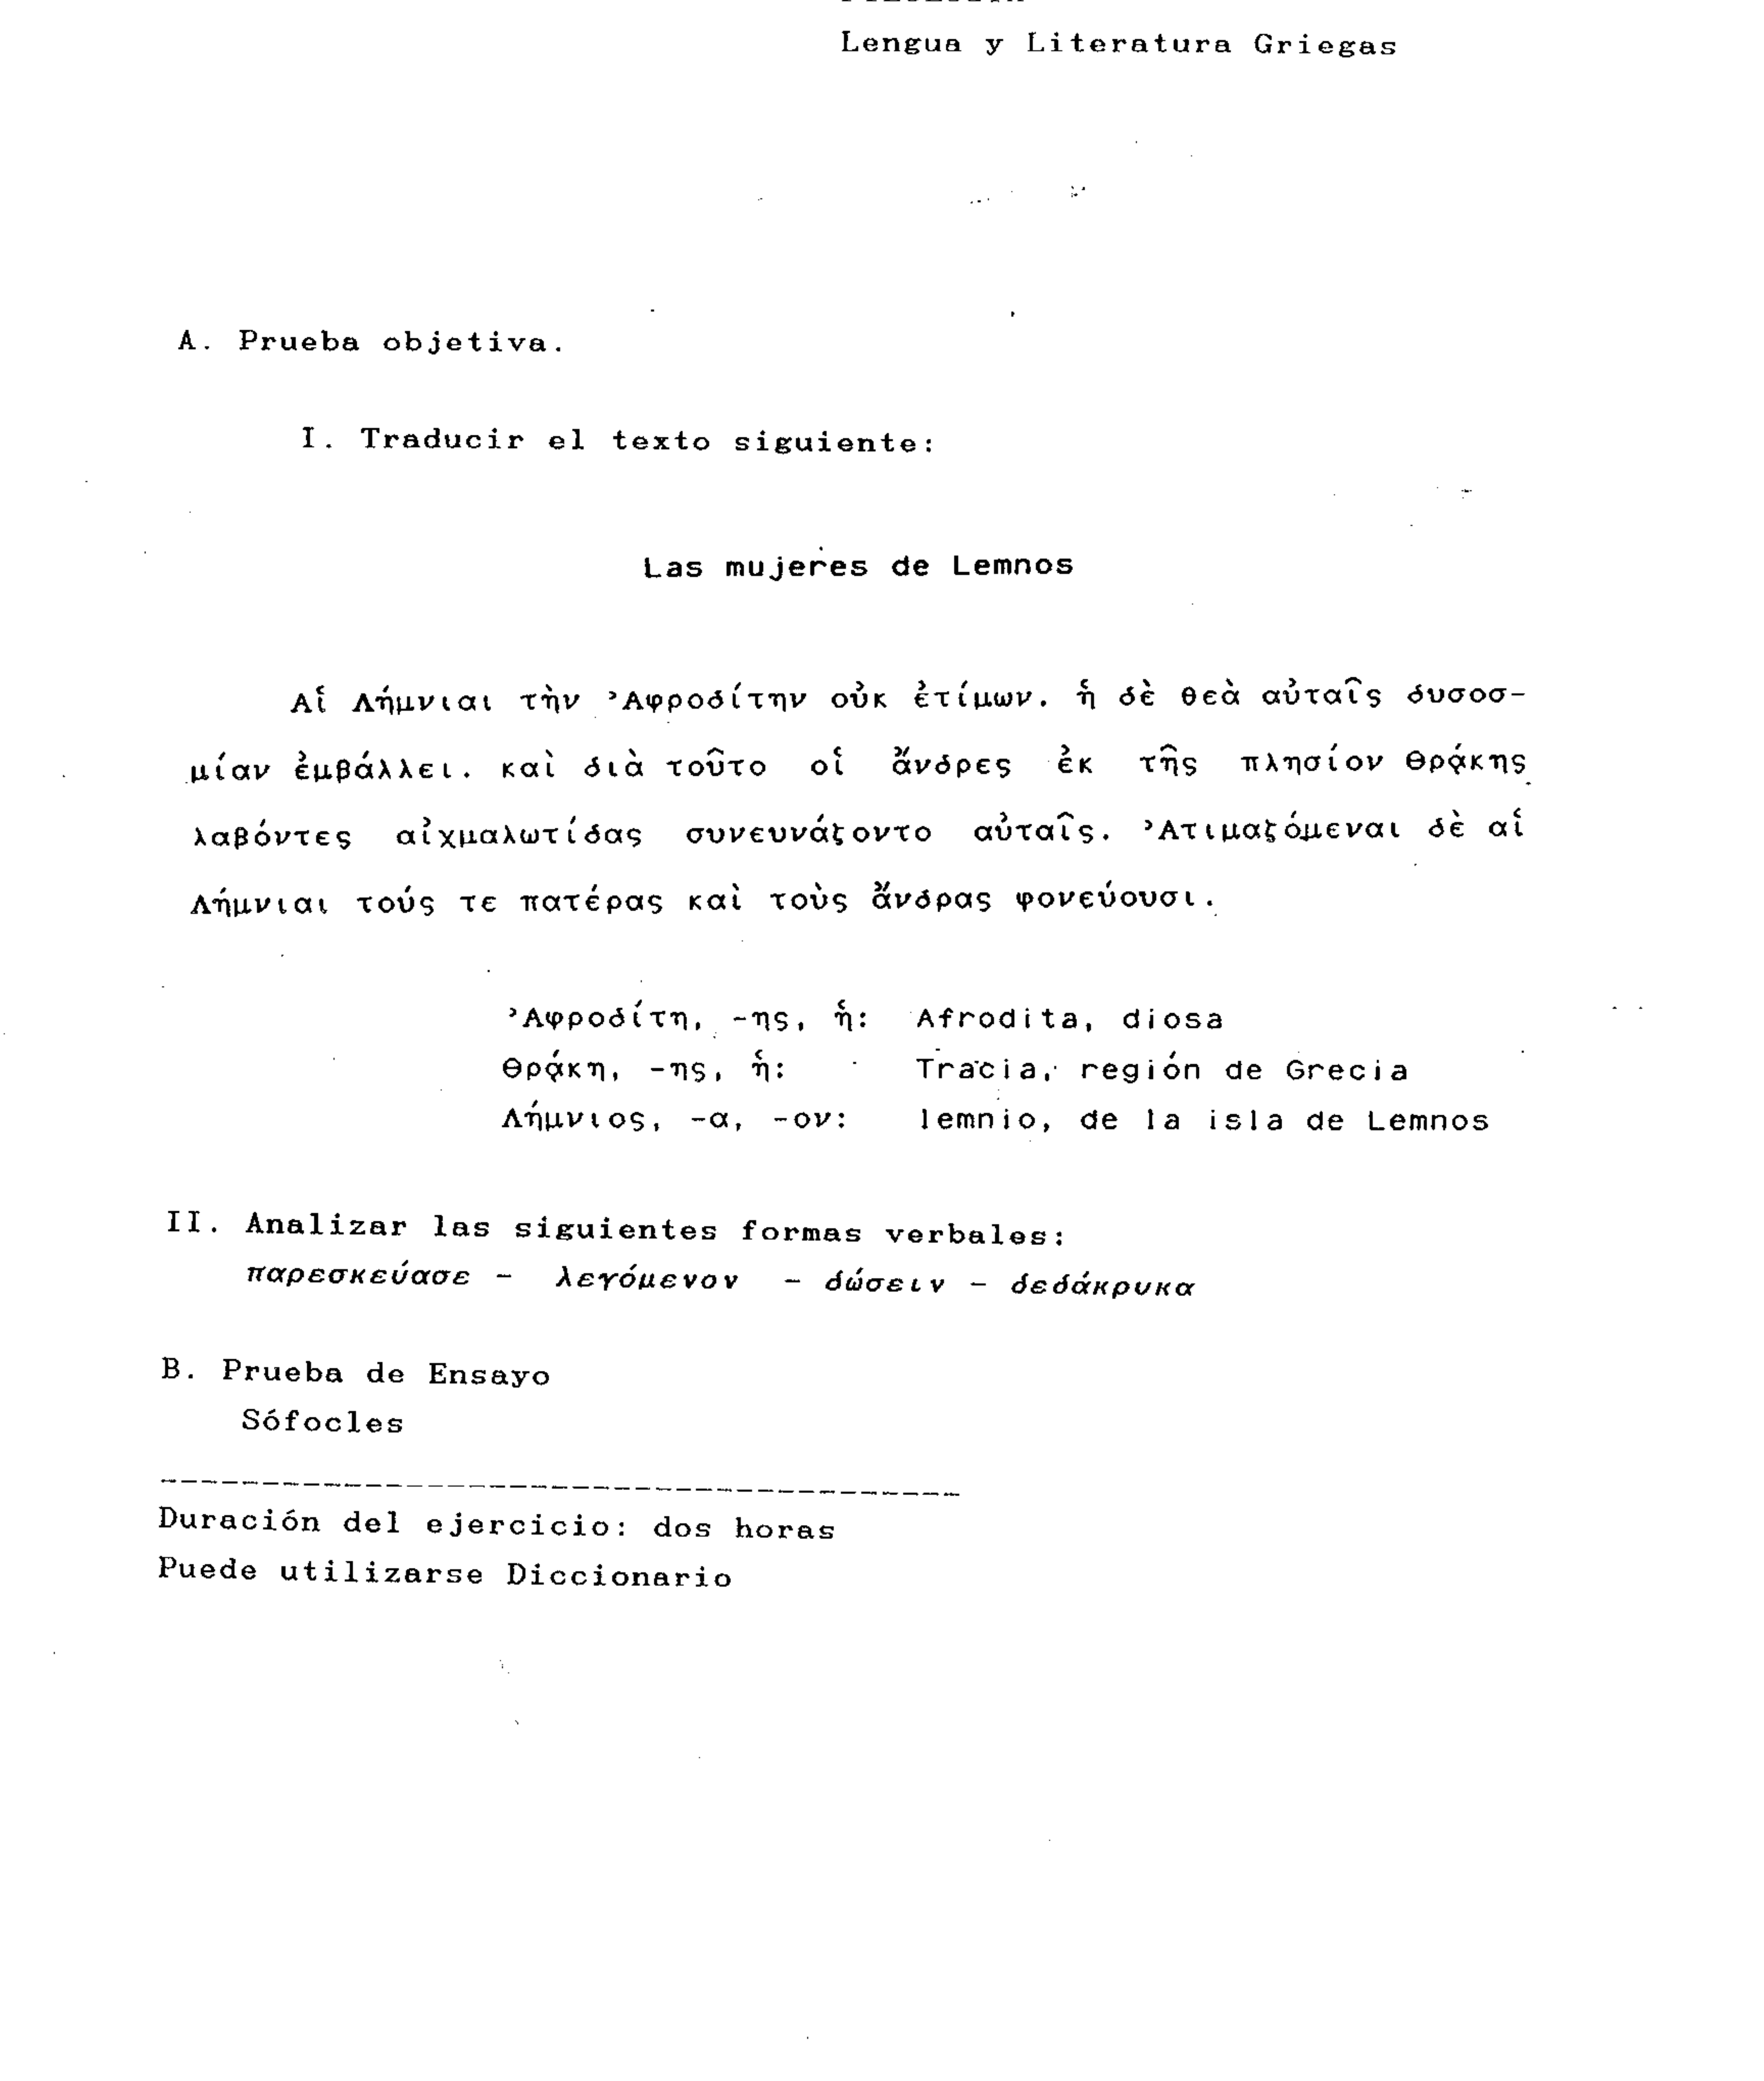 Lengua y Literatura Griegas
A. Prueba objetiva.
I. Traducir el texto siguiente:
Las mujeres de Lemnos
Αἱ Λήμνιαι τὴν Ἀφροδίτην οὐκ ἐτίμων. ἡ δὲ θεὰ αὐταῖς δυσοσ-
μίαν ἐμβάλλει. καὶ διὰ τοῦτο οἱ ἄνδρες ἐκ τῆς πλησίον Θρᾴκης
λαβόντες αἰχμαλωτίδας συνευνάζοντο αὐταῖς. Ἀτιμαζόμεναι δὲ αἱ
Λήμνιαι τούς τε πατέρας καὶ τοὺς ἄνδρας φονεύουσι.
Ἀφροδίτη, -ης, ἡ: Afrodita, diosa
Θρᾴκη, -ης, ἡ: Tracia, región de Grecia
Λήμνιος, -α, -ον: lemnio, de la isla de Lemnos
II. Analizar las siguientes formas verbales:
παρεσκεύασε - λεγόμενον - δώσειν - δεδάκρυκα
B. Prueba de Ensayo
Sófocles
---------------------------------------
Duración del ejercicio: dos horas
Puede utilizarse Diccionario